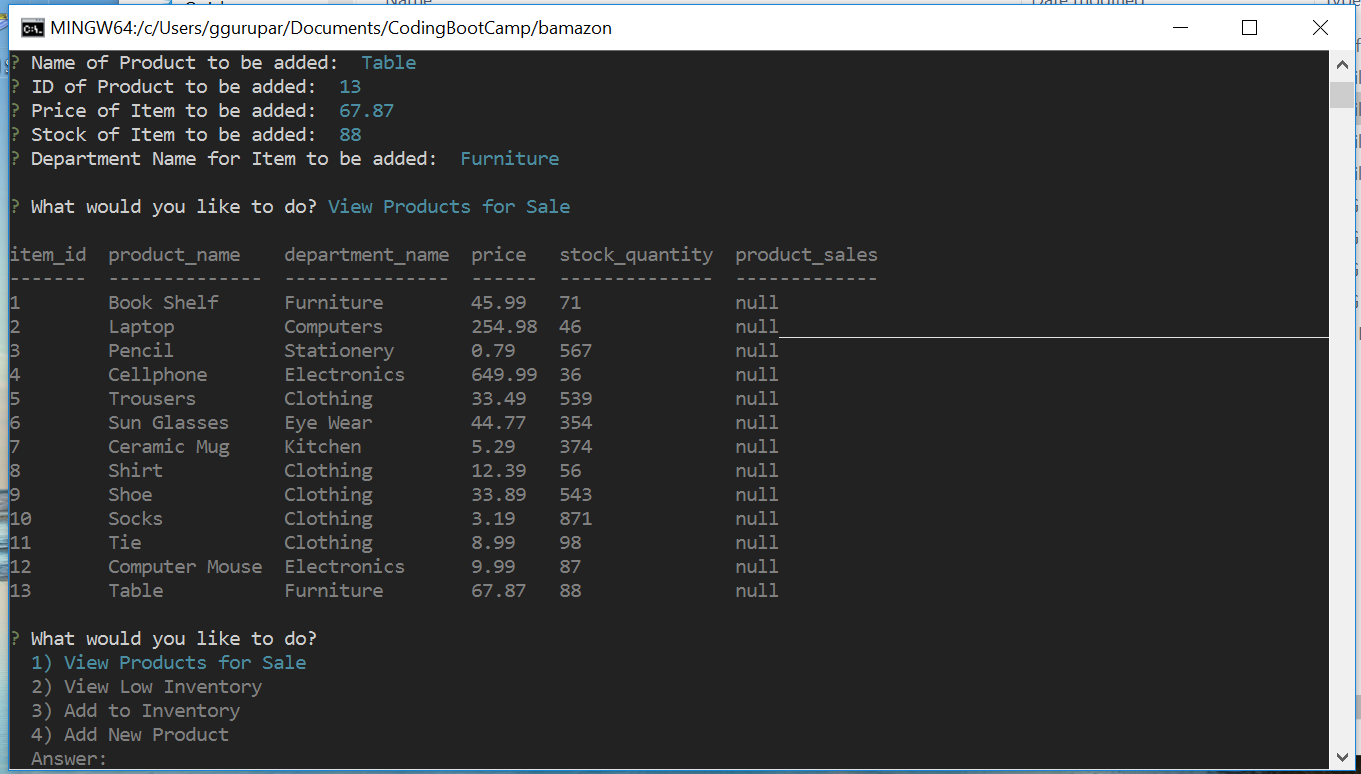 MINGW64:/c/Users/ggurupar/Documents/CodingBootCamp/bamazon
? Name of Product to be added:  Table
? ID of Product to be added:  13
? Price of Item to be added:  67.87
? Stock of Item to be added:  88
? Department Name for Item to be added:  Furniture
? What would you like to do? View Products for Sale
item_id  product_name    department_name  price   stock_quantity  product_sales
-------  --------------  ---------------  ------  --------------  -------------
1        Book Shelf      Furniture        45.99   71              null
2        Laptop          Computers        254.98  46              null
3        Pencil          Stationery       0.79    567             null
4        Cellphone       Electronics      649.99  36              null
5        Trousers        Clothing         33.49   539             null
6        Sun Glasses     Eye Wear         44.77   354             null
7        Ceramic Mug     Kitchen          5.29    374             null
8        Shirt           Clothing         12.39   56              null
9        Shoe            Clothing         33.89   543             null
10       Socks           Clothing         3.19    871             null
11       Tie             Clothing         8.99    98              null
12       Computer Mouse  Electronics      9.99    87              null
13       Table           Furniture        67.87   88              null
? What would you like to do?
1) View Products for Sale
2) View Low Inventory
3) Add to Inventory
4) Add New Product
Answer: